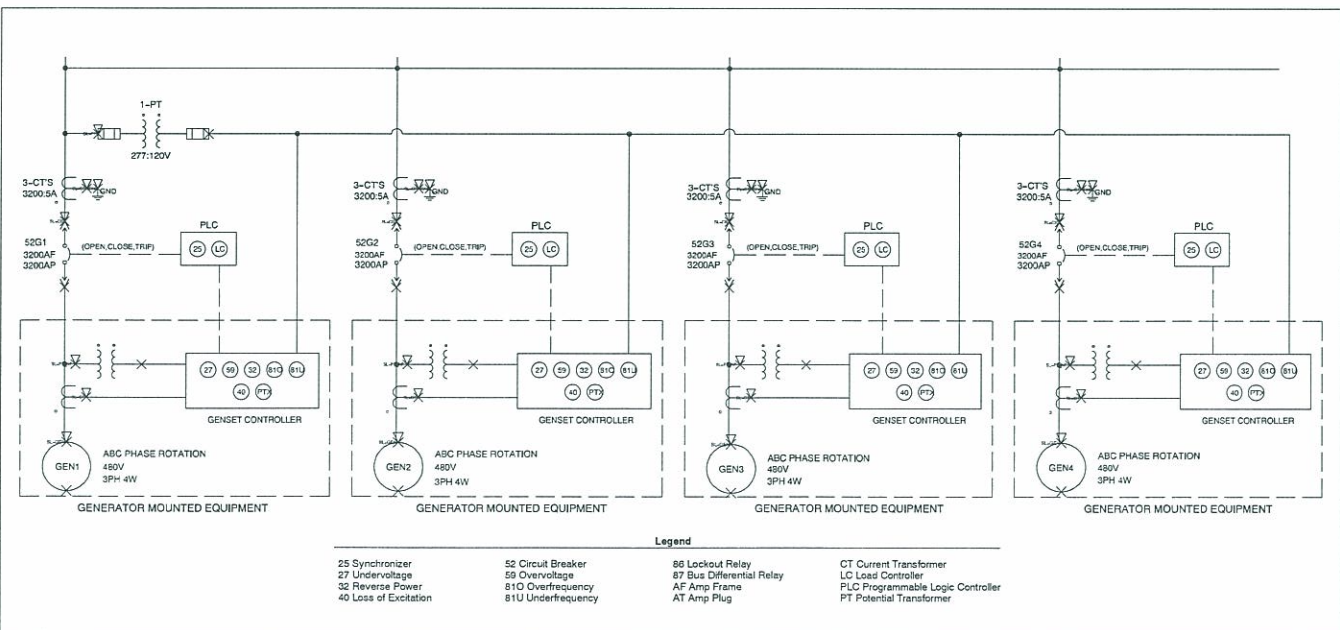 1-PT
277:120V
3-CT'S
3200:5A
GND
3-CT'S
3200:5A
GND
3-CT'S
3200:5A
GND
3-CT'S
3200:5A
GND
52G1
3200AF
3200AP
(OPEN,CLOSE,TRIP)
PLC
25 LC
52G2
3200AF
3200AP
(OPEN,CLOSE,TRIP)
PLC
25 LC
52G3
3200AF
3200AP
(OPEN,CLOSE,TRIP)
PLC
25 LC
52G4
3200AF
3200AP
(OPEN,CLOSE,TRIP)
PLC
25 LC
27 59 32 81O 81U
40 PTX
GENSET CONTROLLER
27 59 32 81O 81U
40 PTX
GENSET CONTROLLER
27 59 32 81O 81U
40 PTX
GENSET CONTROLLER
27 59 32 81O 81U
40 PTX
GENSET CONTROLLER
GEN1
ABC PHASE ROTATION
480V
3PH 4W
GEN2
ABC PHASE ROTATION
480V
3PH 4W
GEN3
ABC PHASE ROTATION
480V
3PH 4W
GEN4
ABC PHASE ROTATION
480V
3PH 4W
GENERATOR MOUNTED EQUIPMENT
GENERATOR MOUNTED EQUIPMENT
GENERATOR MOUNTED EQUIPMENT
GENERATOR MOUNTED EQUIPMENT
Legend
25 Synchronizer
27 Undervoltage
32 Reverse Power
40 Loss of Excitation
52 Circuit Breaker
59 Overvoltage
81O Overfrequency
81U Underfrequency
86 Lockout Relay
87 Bus Differential Relay
AF Amp Frame
AT Amp Plug
CT Current Transformer
LC Load Controller
PLC Programmable Logic Controller
PT Potential Transformer